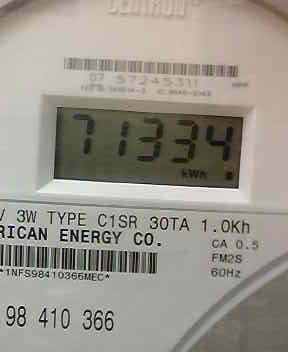 CENTRON
07 57245311
71334
kWh
V 3W TYPE C1SR 30TA 1.0Kh
RICAN ENERGY CO.
CA 0.5
FM2S
60Hz
*1NFS98410366MEC*
98 410 366